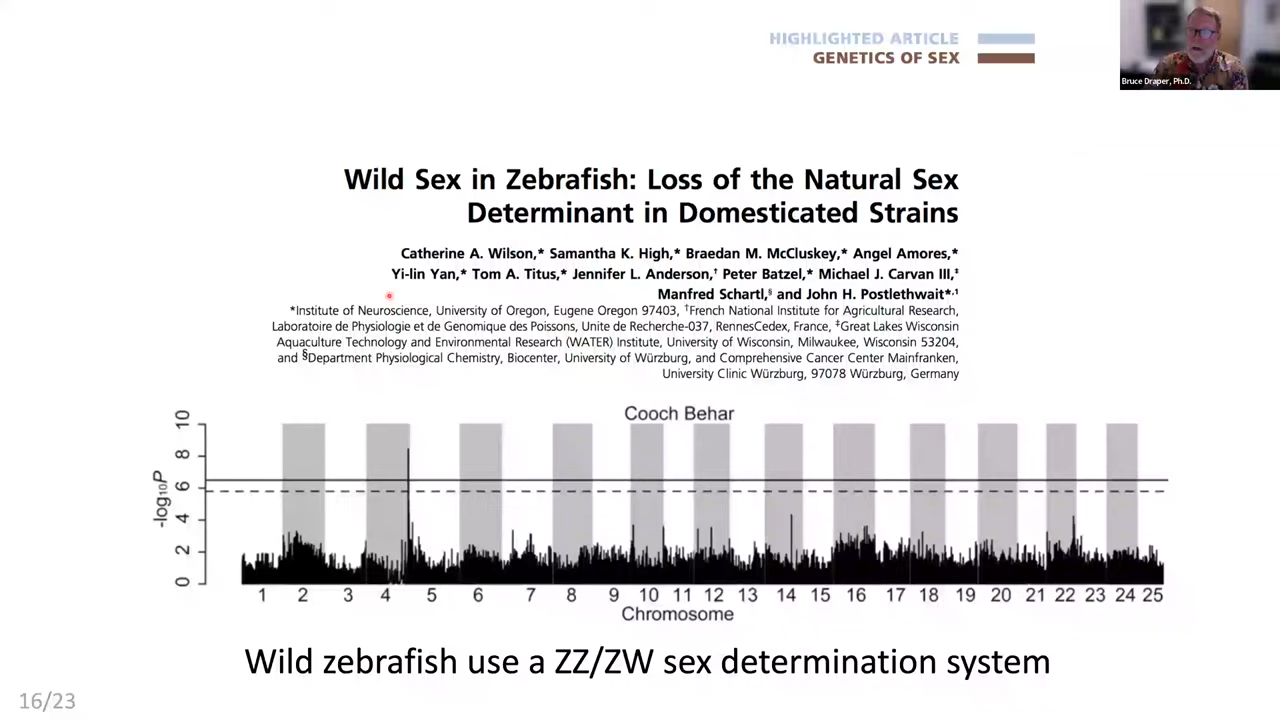 HIGHLIGHTED ARTICLE
GENETICS OF SEX
Bruce Draper, Ph.D.
Wild Sex in Zebrafish: Loss of the Natural Sex
Determinant in Domesticated Strains
Catherine A. Wilson,* Samantha K. High,* Braedan M. McCluskey,* Angel Amores,*
Yi-lin Yan,* Tom A. Titus,* Jennifer L. Anderson,† Peter Batzel,* Michael J. Carvan III,‡
Manfred Schartl,§ and John H. Postlethwait*,1
*Institute of Neuroscience, University of Oregon, Eugene Oregon 97403, †French National Institute for Agricultural Research,
Laboratoire de Physiologie et de Genomique des Poissons, Unite de Recherche-037, RennesCedex, France, ‡Great Lakes Wisconsin
Aquaculture Technology and Environmental Research (WATER) Institute, University of Wisconsin, Milwaukee, Wisconsin 53204,
and §Department Physiological Chemistry, Biocenter, University of Würzburg, and Comprehensive Cancer Center Mainfranken,
University Clinic Würzburg, 97078 Würzburg, Germany
Cooch Behar
10
8
6
4
2
0
-log10P
1 2 3 4 5 6 7 8 9 10 11 12 13 14 15 16 17 18 19 20 21 22 23 24 25
Chromosome
Wild zebrafish use a ZZ/ZW sex determination system
16/23